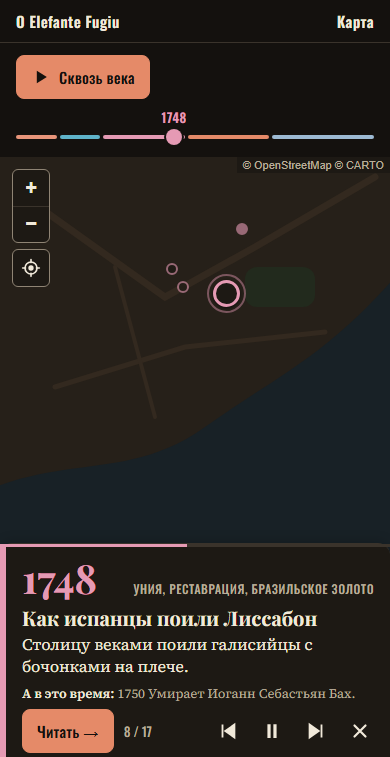 O Elefante Fugiu
Карта
Сквозь века
1748
© OpenStreetMap © CARTO
+
−
1748
УНИЯ, РЕСТАВРАЦИЯ, БРАЗИЛЬСКОЕ ЗОЛОТО
Как испанцы поили Лиссабон
Столицу веками поили галисийцы с
бочонками на плече.
А в это время: 1750 Умирает Иоганн Себастьян Бах.
Читать →
8 / 17